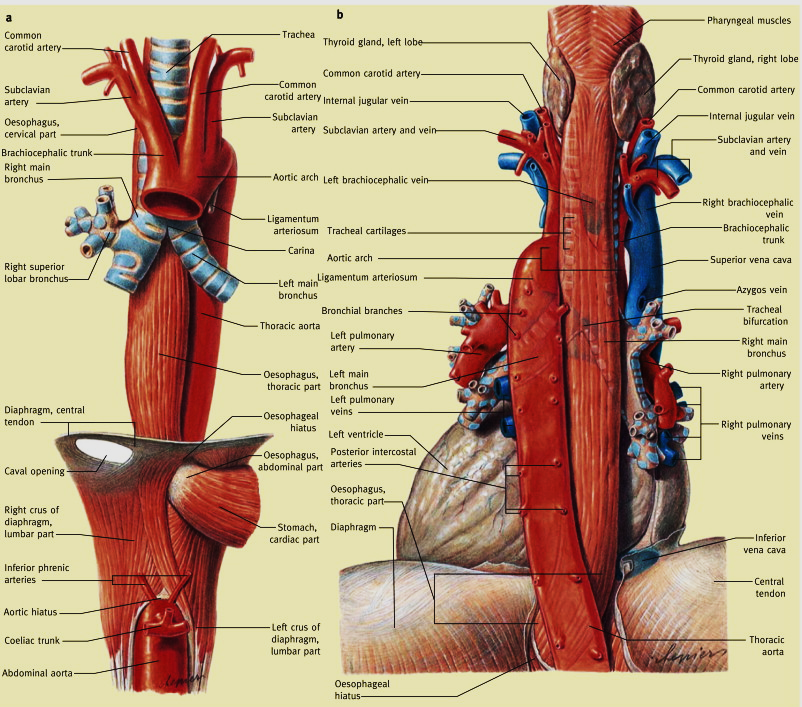 a
Common
carotid artery
Subclavian
artery
Oesophagus,
cervical part
Brachiocephalic trunk
Right main
bronchus
Right superior
lobar bronchus
Diaphragm, central
tendon
Caval opening
Right crus of
diaphragm,
lumbar part
Inferior phrenic
arteries
Aortic hiatus
Coeliac trunk
Abdominal aorta
Trachea
Common
carotid artery
Subclavian
artery
Aortic arch
Ligamentum
arteriosum
Carina
Left main
bronchus
Thoracic aorta
Oesophagus,
thoracic part
Oesophageal
hiatus
Oesophagus,
abdominal part
Stomach,
cardiac part
Left crus of
diaphragm,
lumbar part
b
Thyroid gland, left lobe
Common carotid artery
Internal jugular vein
Subclavian artery and vein
Left brachiocephalic vein
Tracheal cartilages
Aortic arch
Ligamentum arteriosum
Bronchial branches
Left pulmonary
artery
Left main
bronchus
Left pulmonary
veins
Left ventricle
Posterior intercostal
arteries
Oesophagus,
thoracic part
Diaphragm
Oesophageal
hiatus
Pharyngeal muscles
Thyroid gland, right lobe
Common carotid artery
Internal jugular vein
Subclavian artery
and vein
Right brachiocephalic
vein
Brachiocephalic
trunk
Superior vena cava
Azygos vein
Tracheal
bifurcation
Right main
bronchus
Right pulmonary
artery
Right pulmonary
veins
Inferior
vena cava
Central
tendon
Thoracic
aorta